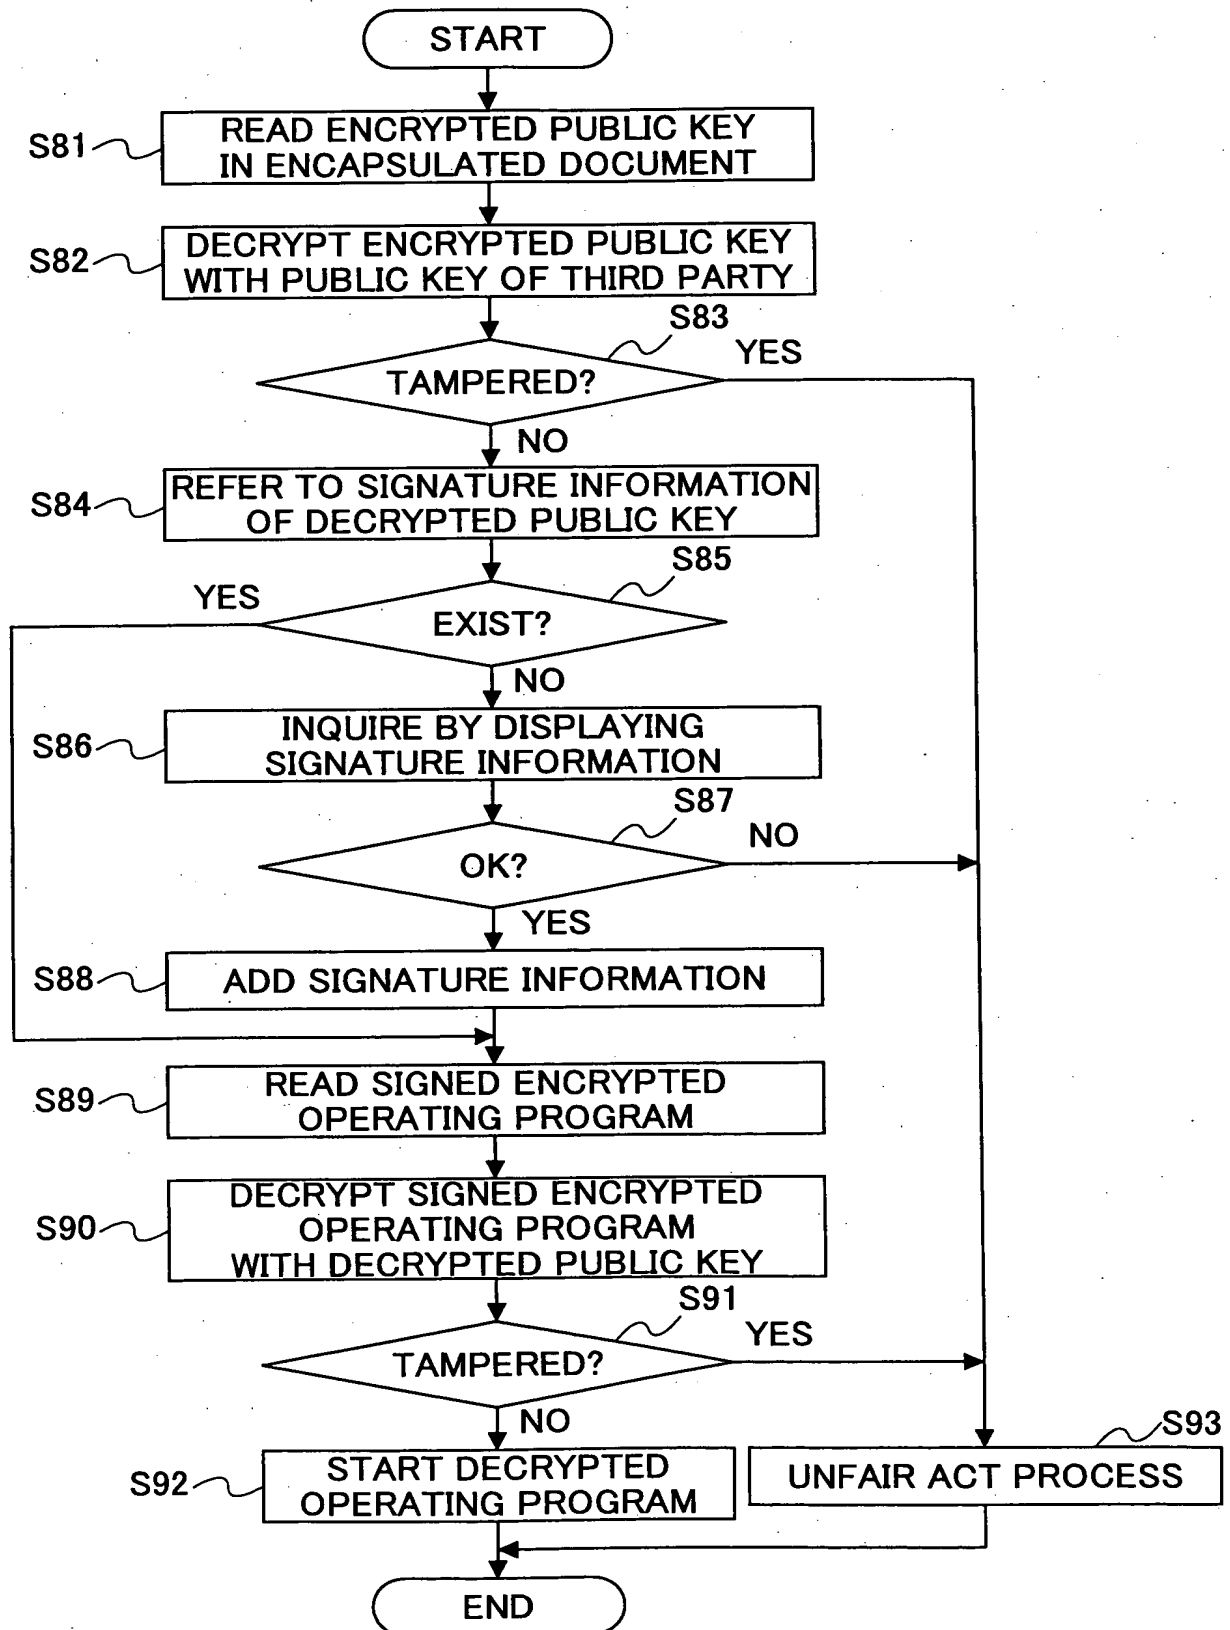 START
S81
READ ENCRYPTED PUBLIC KEY
IN ENCAPSULATED DOCUMENT
S82
DECRYPT ENCRYPTED PUBLIC KEY
WITH PUBLIC KEY OF THIRD PARTY
S83
TAMPERED?
YES
NO
S84
REFER TO SIGNATURE INFORMATION
OF DECRYPTED PUBLIC KEY
S85
YES
EXIST?
NO
S86
INQUIRE BY DISPLAYING
SIGNATURE INFORMATION
S87
OK?
NO
YES
S88
ADD SIGNATURE INFORMATION
S89
READ SIGNED ENCRYPTED
OPERATING PROGRAM
S90
DECRYPT SIGNED ENCRYPTED
OPERATING PROGRAM
WITH DECRYPTED PUBLIC KEY
S91
TAMPERED?
YES
NO
S92
START DECRYPTED
OPERATING PROGRAM
S93
UNFAIR ACT PROCESS
END